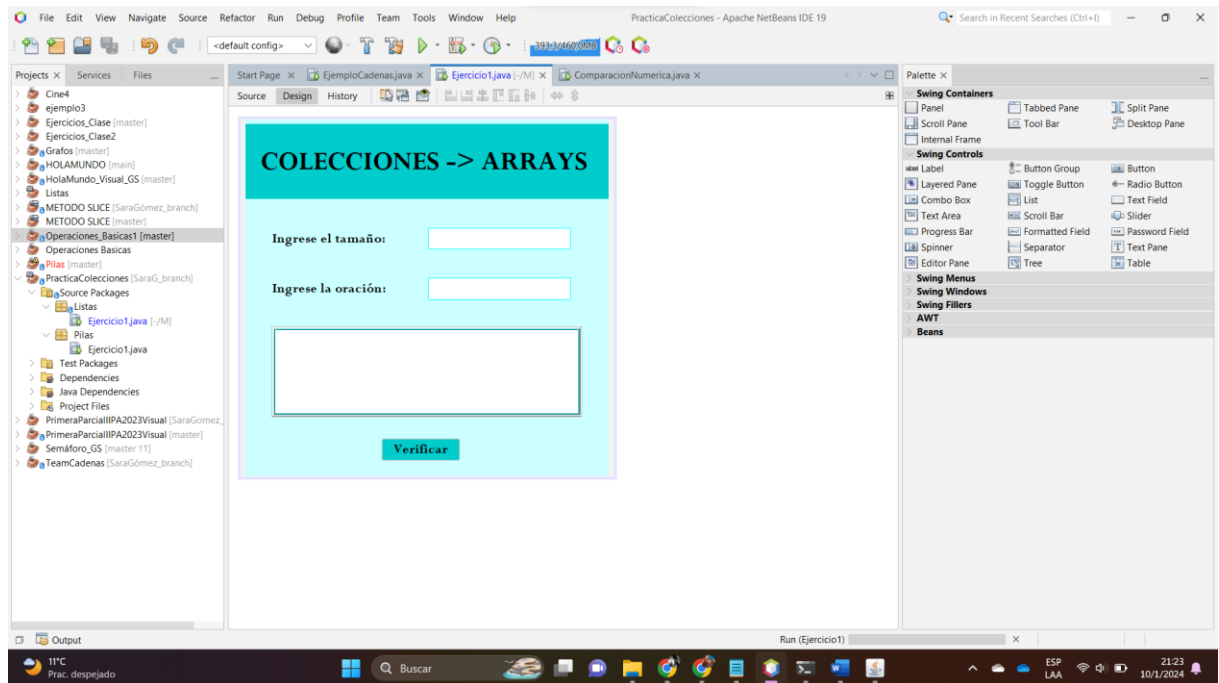 File Edit View Navigate Source Refactor Run Debug Profile Team Tools Window Help PracticaColecciones - Apache NetBeans IDE 19 Search in Recent Searches (Ctrl+I)
<default config> 393,3/460,0MB
Projects Services Files Start Page EjemploCadenas.java Ejercicio1.java [-/M] ComparacionNumerica.java Palette
Source Design History
Cine4
ejemplo3
Ejercicios_Clase [master]
Ejercicios_Clase2
Grafos [master]
HOLAMUNDO [main]
HolaMundo_Visual_GS [master]
Listas
METODO SLICE [SaraGómez_branch]
METODO SLICE [master]
Operaciones_Basicas1 [master]
Operaciones Basicas
Pilas [master]
PracticaColecciones [SaraG_branch]
Source Packages
Listas
Ejercicio1.java [-/M]
Pilas
Ejercicio1.java
Test Packages
Dependencies
Java Dependencies
Project Files
PrimeraParcialIIPA2023Visual [SaraGomez_
PrimeraParcialIIPA2023Visual [master]
Semáforo_GS [master ↑1]
TeamCadenas [SaraGómez_branch]
COLECCIONES -> ARRAYS
Ingrese el tamaño:
Ingrese la oración:
Verificar
Swing Containers
Panel Tabbed Pane Split Pane
Scroll Pane Tool Bar Desktop Pane
Internal Frame
Swing Controls
label Label Button Group OK Button
Layered Pane Toggle Button Radio Button
Combo Box List Text Field
Text Area Scroll Bar Slider
Progress Bar Formatted Field Password Field
Spinner Separator Text Pane
Editor Pane Tree Table
Swing Menus
Swing Windows
Swing Fillers
AWT
Beans
Output Run (Ejercicio1)
11°C
Prac. despejado
Buscar
ESP
LAA
21:23
10/1/2024